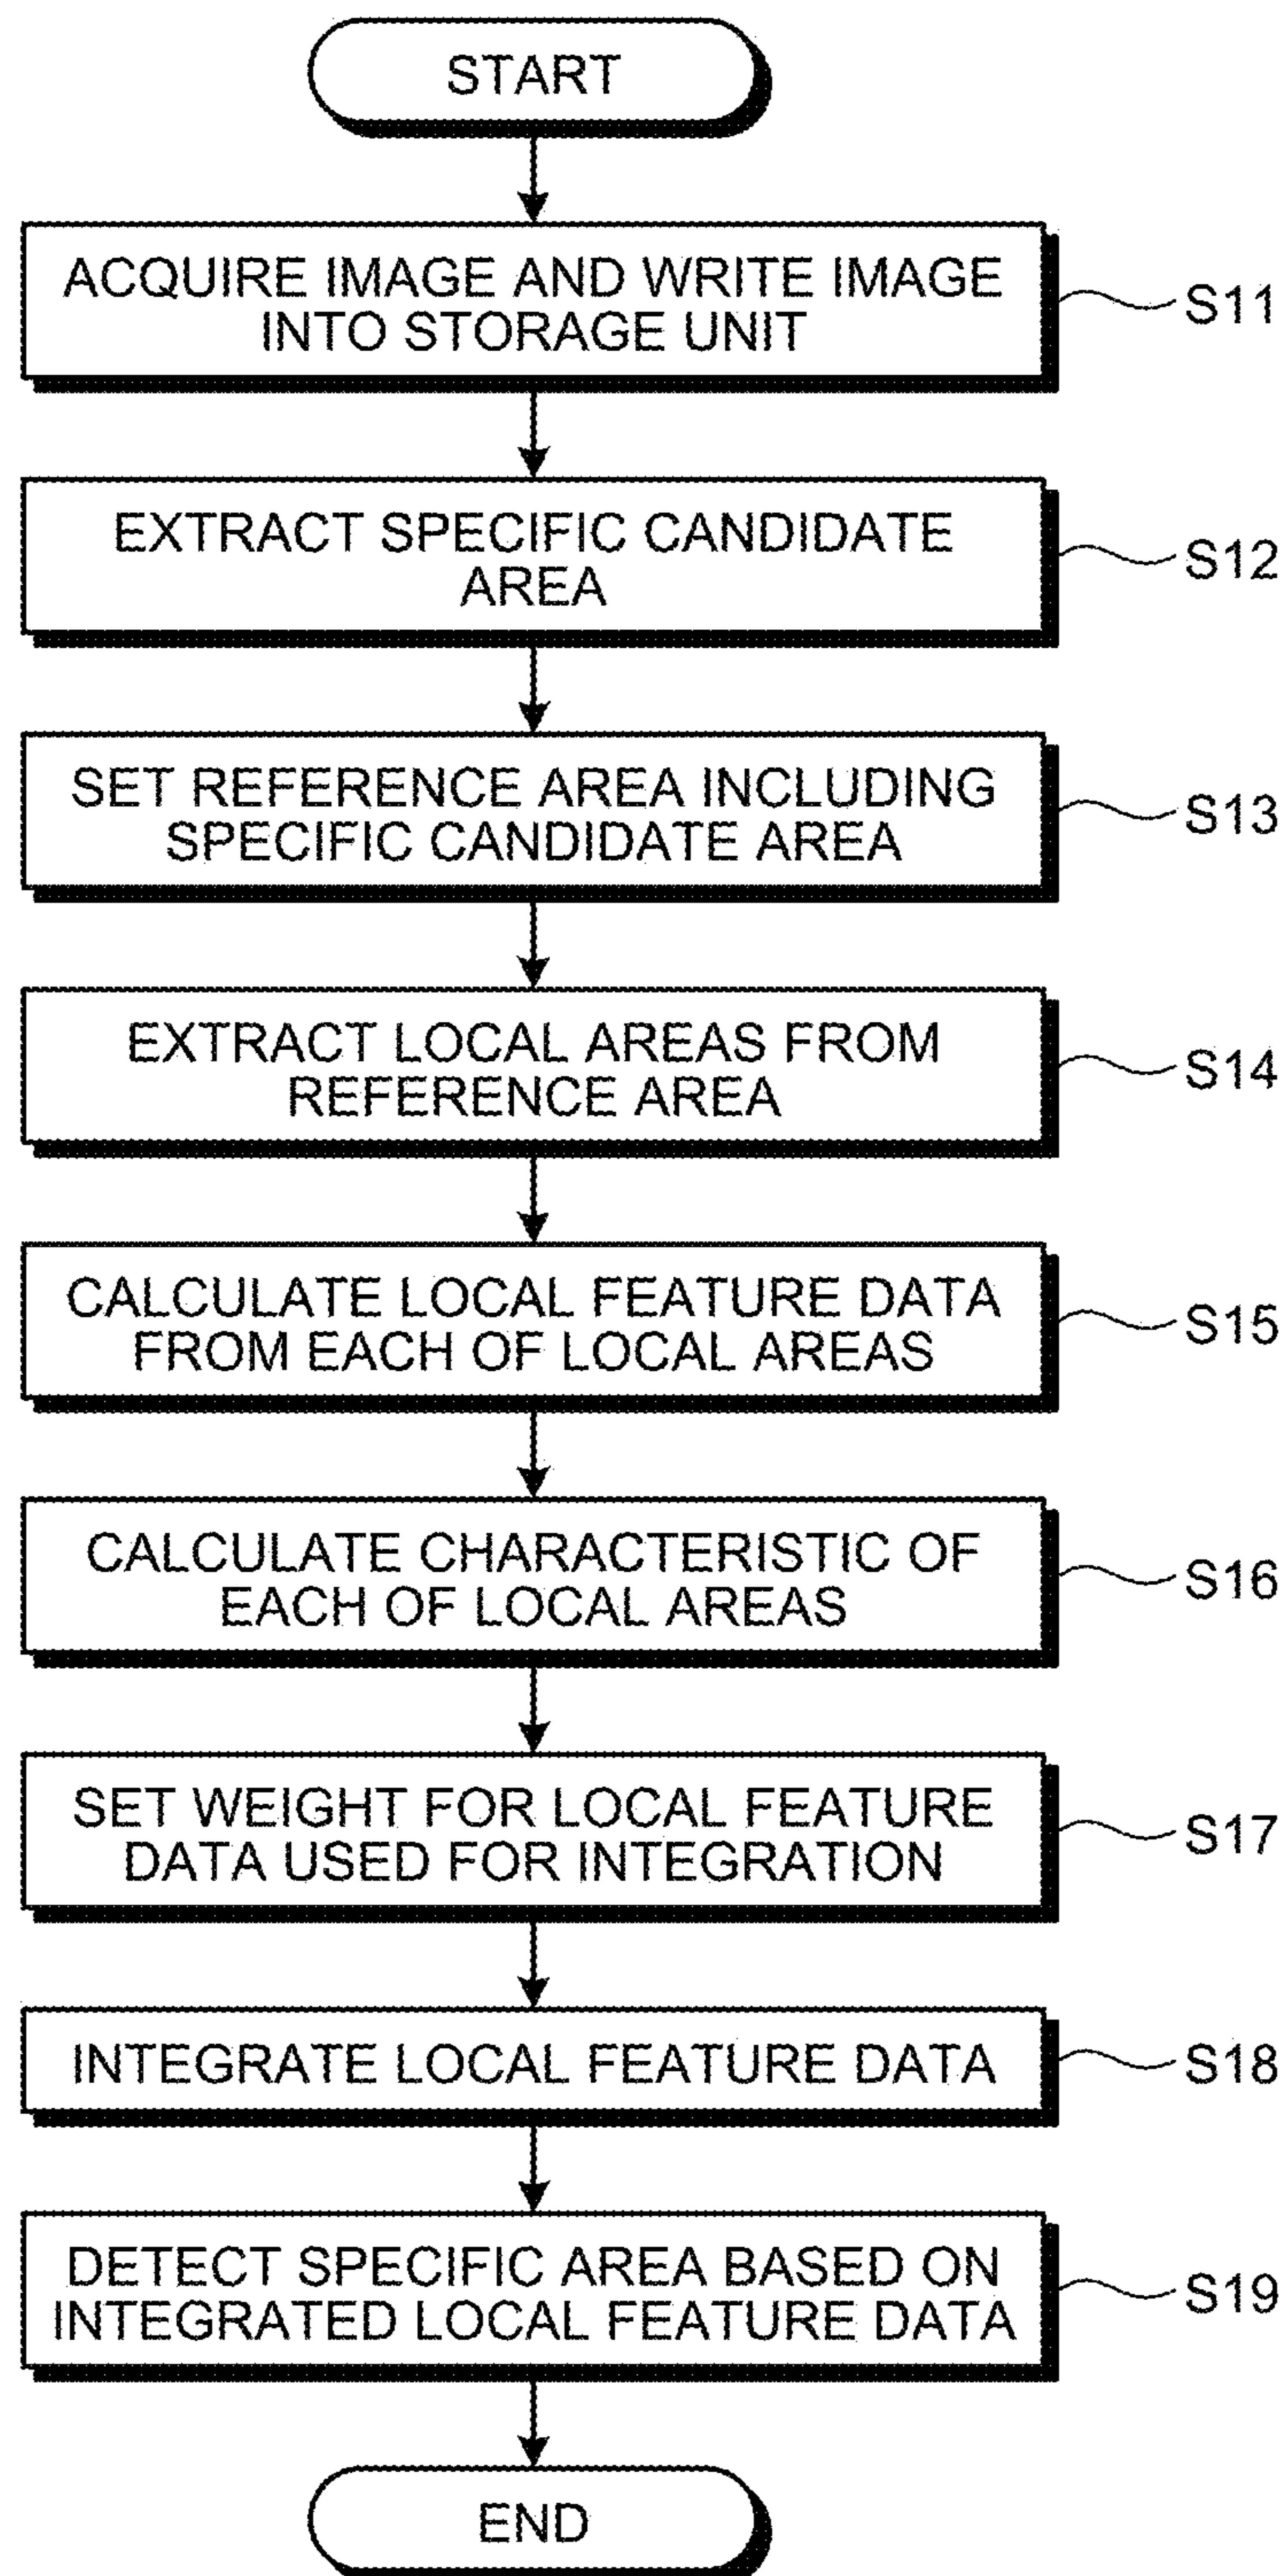 START
ACQUIRE IMAGE AND WRITE IMAGE
INTO STORAGE UNIT
S11
EXTRACT SPECIFIC CANDIDATE
AREA
S12
SET REFERENCE AREA INCLUDING
SPECIFIC CANDIDATE AREA
S13
EXTRACT LOCAL AREAS FROM
REFERENCE AREA
S14
CALCULATE LOCAL FEATURE DATA
FROM EACH OF LOCAL AREAS
S15
CALCULATE CHARACTERISTIC OF
EACH OF LOCAL AREAS
S16
SET WEIGHT FOR LOCAL FEATURE
DATA USED FOR INTEGRATION
S17
INTEGRATE LOCAL FEATURE DATA
S18
DETECT SPECIFIC AREA BASED ON
INTEGRATED LOCAL FEATURE DATA
S19
END